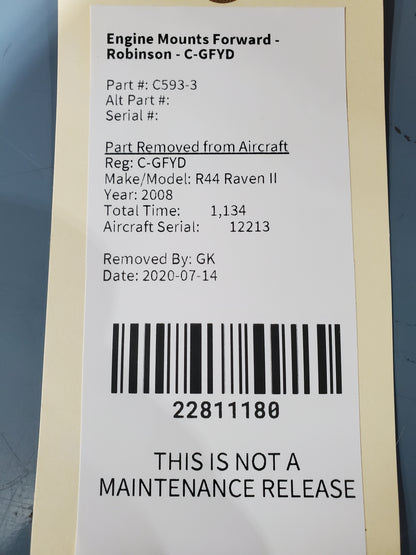 Engine Mounts Forward -
Robinson - C-GFYD
Part #: C593-3
Alt Part #:
Serial #:
Part Removed from Aircraft
Reg: C-GFYD
Make/Model: R44 Raven II
Year: 2008
Total Time: 1,134
Aircraft Serial: 12213
Removed By: GK
Date: 2020-07-14
22811180
THIS IS NOT A
MAINTENANCE RELEASE